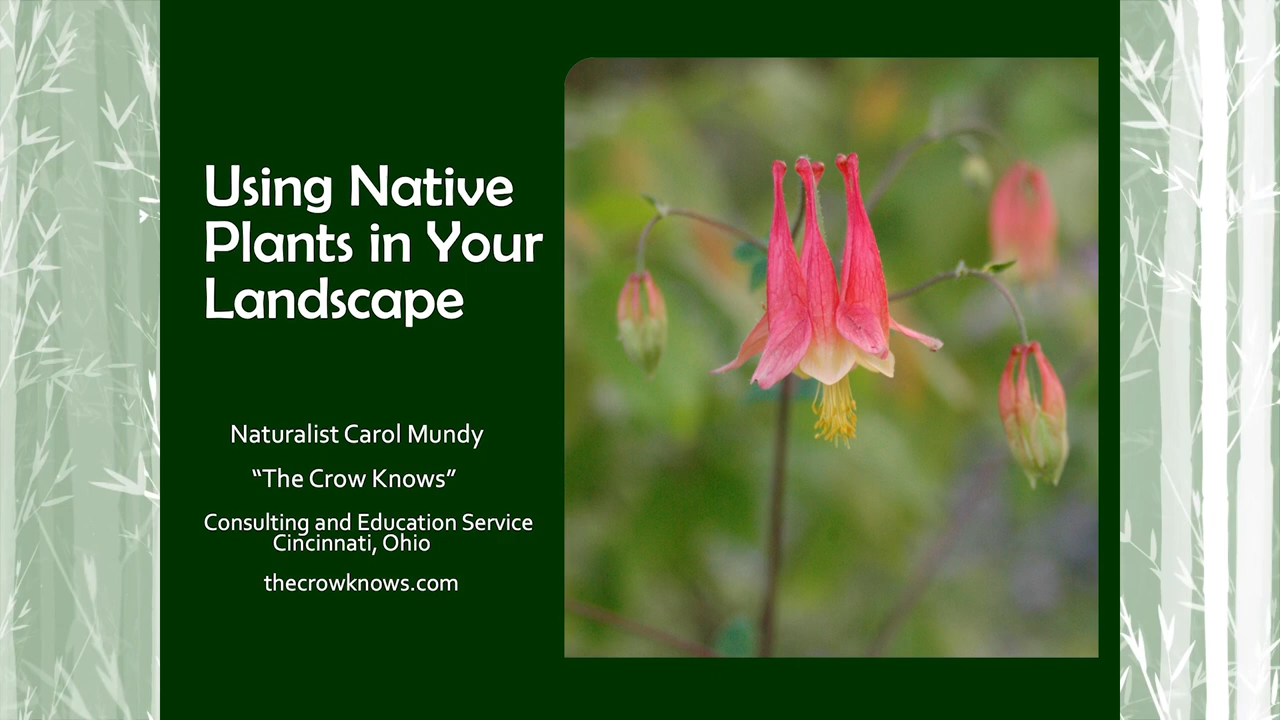 Using Native
Plants in Your
Landscape
Naturalist Carol Mundy
“The Crow Knows”
Consulting and Education Service
Cincinnati, Ohio
thecrowknows.com